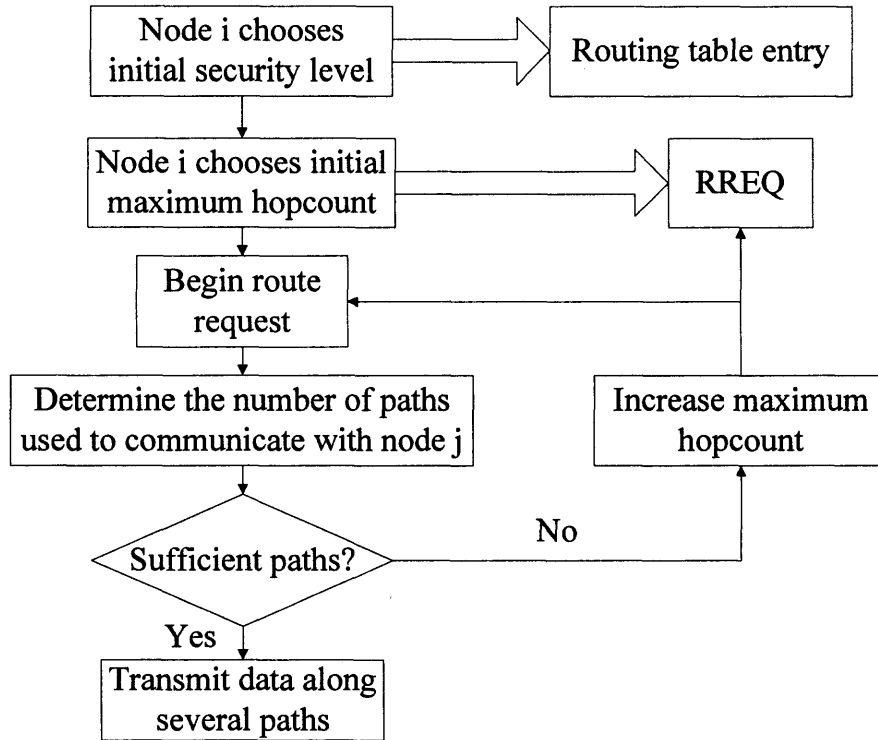 Node i chooses
initial security level
Routing table entry
Node i chooses initial
maximum hopcount
RREQ
Begin route
request
Determine the number of paths
used to communicate with node j
Increase maximum
hopcount
Sufficient paths?
No
Yes
Transmit data along
several paths